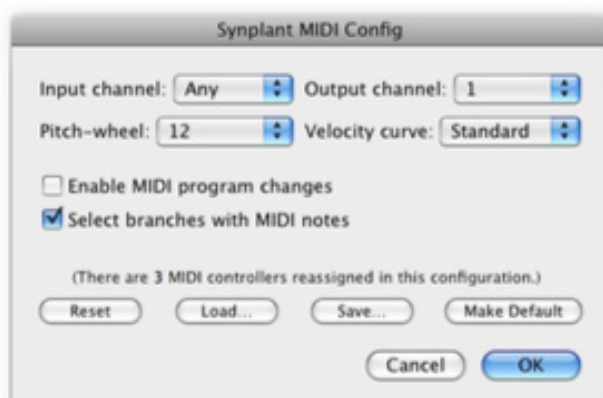 Synplant MIDI Config
Input channel: Any Output channel: 1
Pitch-wheel: 12 Velocity curve: Standard
Enable MIDI program changes
Select branches with MIDI notes
(There are 3 MIDI controllers reassigned in this configuration.)
Reset Load... Save... Make Default
Cancel OK